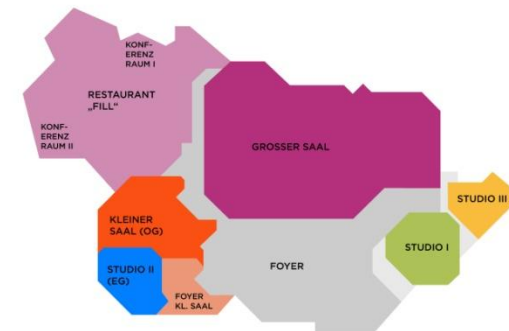 KONF-
ERENZ
RAUM I
RESTAURANT
„FILL“
KONF-
ERENZ
RAUM II
GROSSER SAAL
STUDIO III
KLEINER
SAAL (OG)
STUDIO I
FOYER
STUDIO II
(EG)
FOYER
KL. SAAL